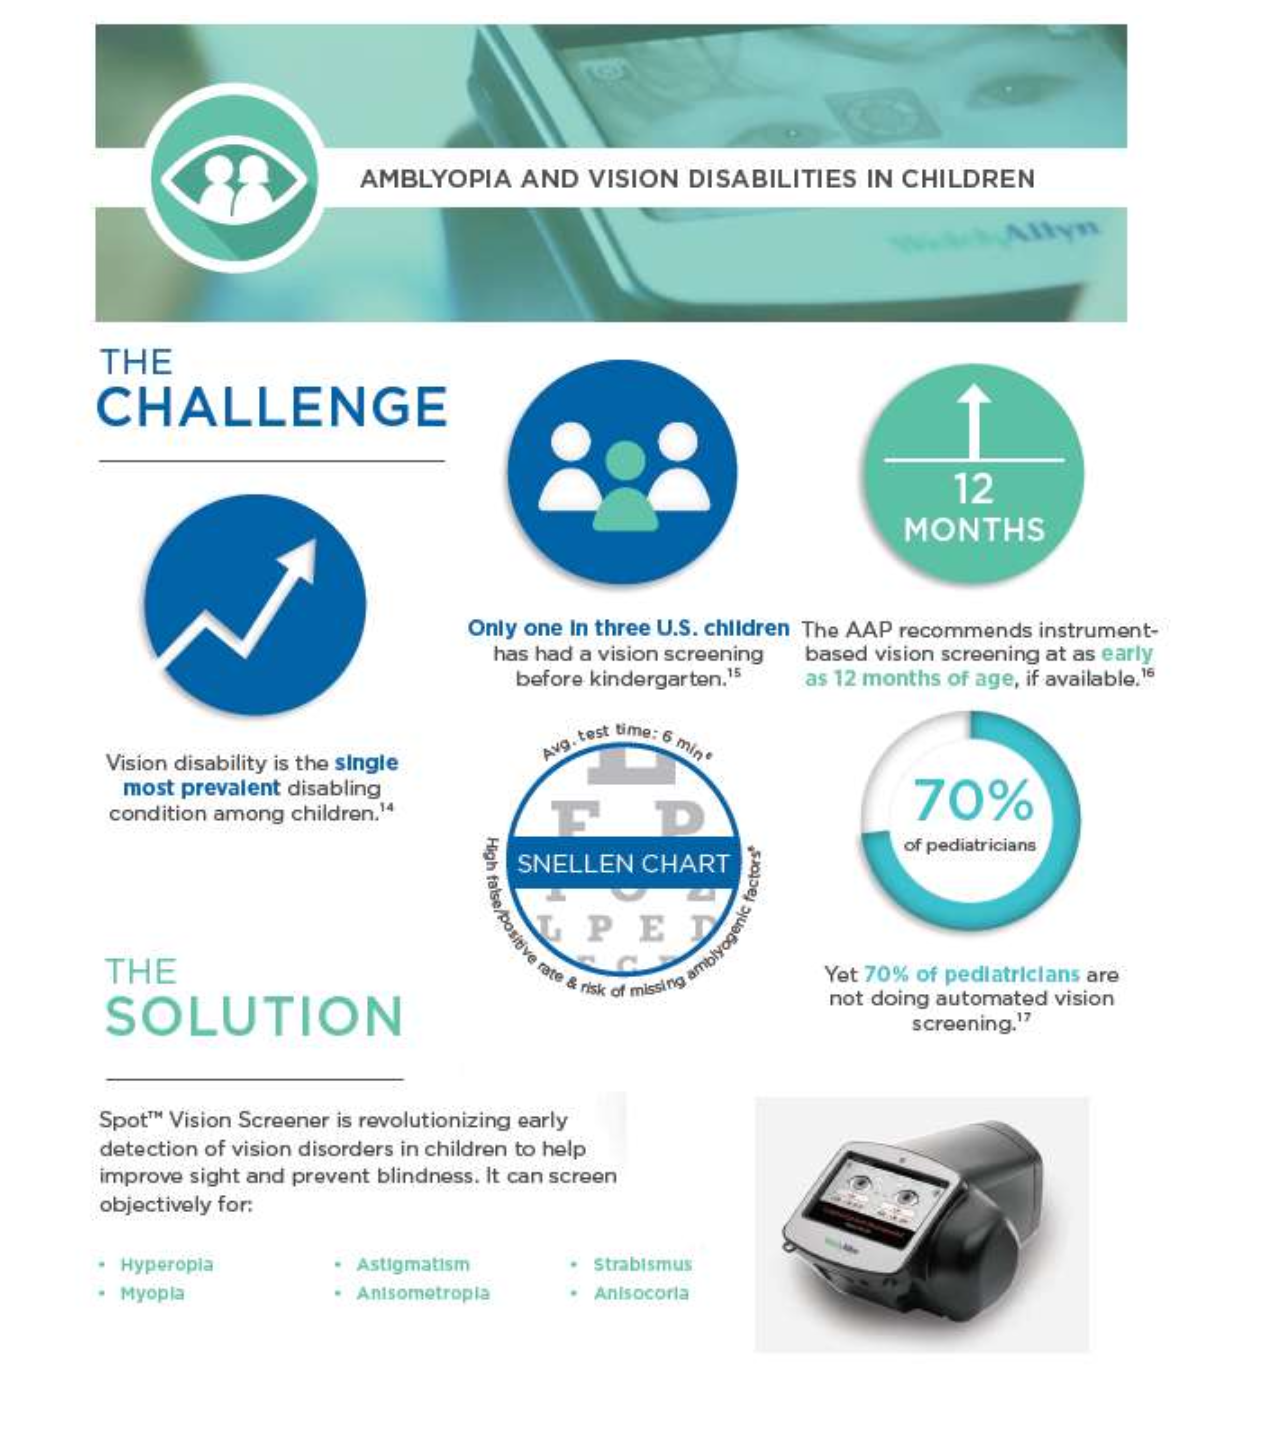 WelchAllyn
AMBLYOPIA AND VISION DISABILITIES IN CHILDREN
THE
CHALLENGE
12
MONTHS
Only one in three U.S. children
has had a vision screening
before kindergarten.15
The AAP recommends instrument-
based vision screening at as early
as 12 months of age, if available.16
Vision disability is the single
most prevalent disabling
condition among children.14
Avg. test time: 6 min6
F P
SNELLEN CHART
L P E D
High false/positive rate & risk of missing amblyogenic factors6
70%
of pediatricians
Yet 70% of pediatricians are
not doing automated vision
screening.17
THE
SOLUTION
Spot™ Vision Screener is revolutionizing early
detection of vision disorders in children to help
improve sight and prevent blindness. It can screen
objectively for:
• Hyperopia
• Myopia
• Astigmatism
• Anisometropia
• Strabismus
• Anisocoria